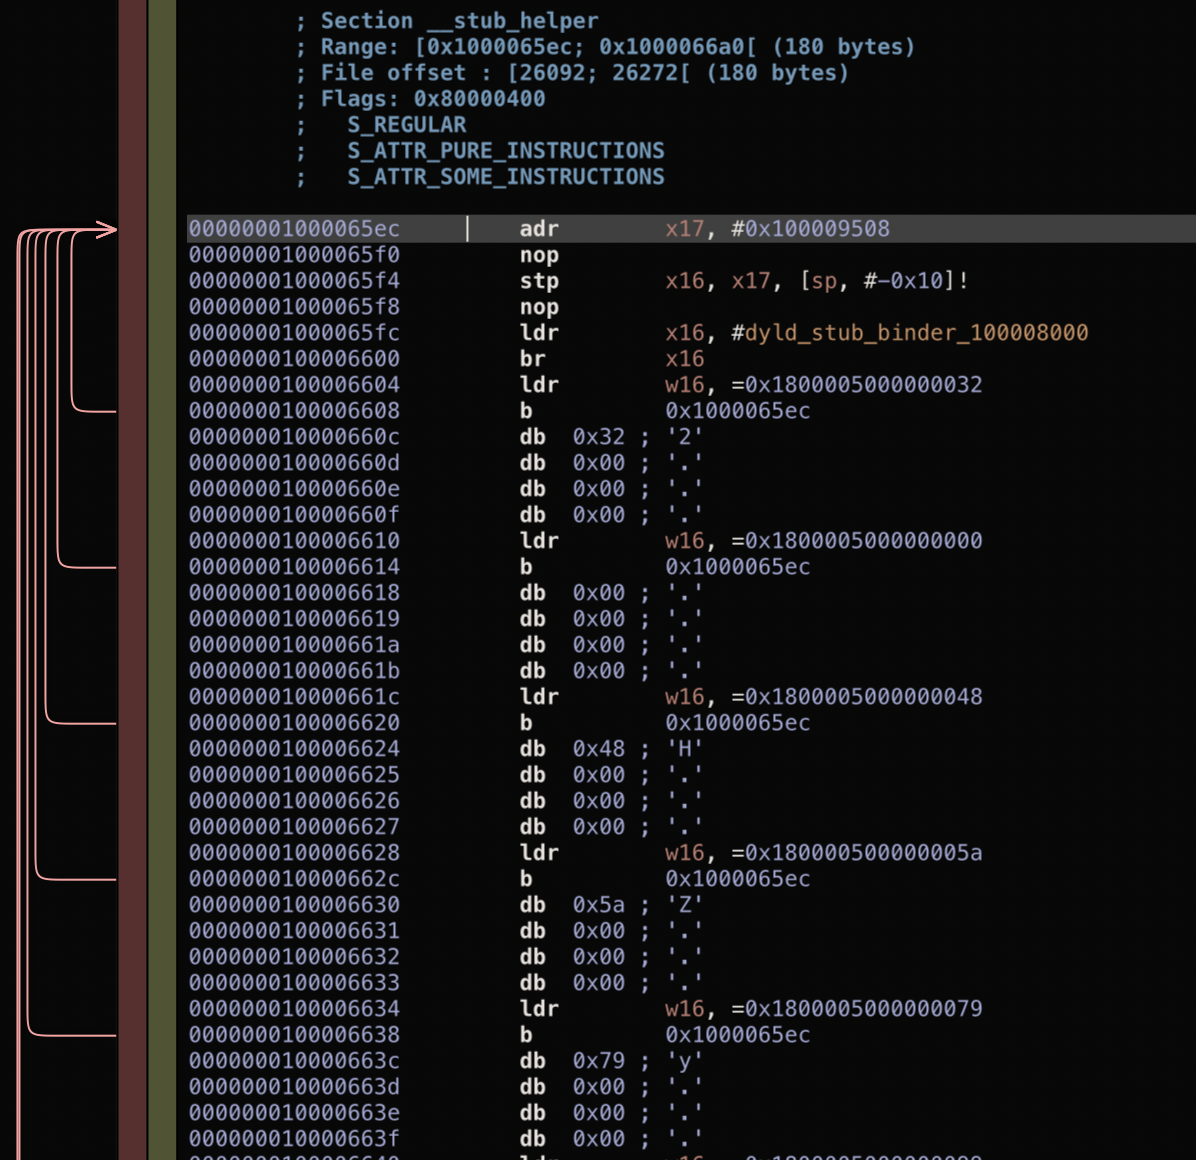 ; Section __stub_helper
; Range: [0x1000065ec; 0x1000066a0[ (180 bytes)
; File offset : [26092; 26272[ (180 bytes)
; Flags: 0x80000400
;   S_REGULAR
;   S_ATTR_PURE_INSTRUCTIONS
;   S_ATTR_SOME_INSTRUCTIONS
00000001000065ec adr x17, #0x100009508
00000001000065f0 nop
00000001000065f4 stp x16, x17, [sp, #-0x10]!
00000001000065f8 nop
00000001000065fc ldr x16, #dyld_stub_binder_100008000
0000000100006600 br x16
0000000100006604 ldr w16, =0x1800005000000032
0000000100006608 b 0x1000065ec
000000010000660c db 0x32 ; '2'
000000010000660d db 0x00 ; '.'
000000010000660e db 0x00 ; '.'
000000010000660f db 0x00 ; '.'
0000000100006610 ldr w16, =0x1800005000000000
0000000100006614 b 0x1000065ec
0000000100006618 db 0x00 ; '.'
0000000100006619 db 0x00 ; '.'
000000010000661a db 0x00 ; '.'
000000010000661b db 0x00 ; '.'
000000010000661c ldr w16, =0x1800005000000048
0000000100006620 b 0x1000065ec
0000000100006624 db 0x48 ; 'H'
0000000100006625 db 0x00 ; '.'
0000000100006626 db 0x00 ; '.'
0000000100006627 db 0x00 ; '.'
0000000100006628 ldr w16, =0x180000500000005a
000000010000662c b 0x1000065ec
0000000100006630 db 0x5a ; 'Z'
0000000100006631 db 0x00 ; '.'
0000000100006632 db 0x00 ; '.'
0000000100006633 db 0x00 ; '.'
0000000100006634 ldr w16, =0x1800005000000079
0000000100006638 b 0x1000065ec
000000010000663c db 0x79 ; 'y'
000000010000663d db 0x00 ; '.'
000000010000663e db 0x00 ; '.'
000000010000663f db 0x00 ; '.'